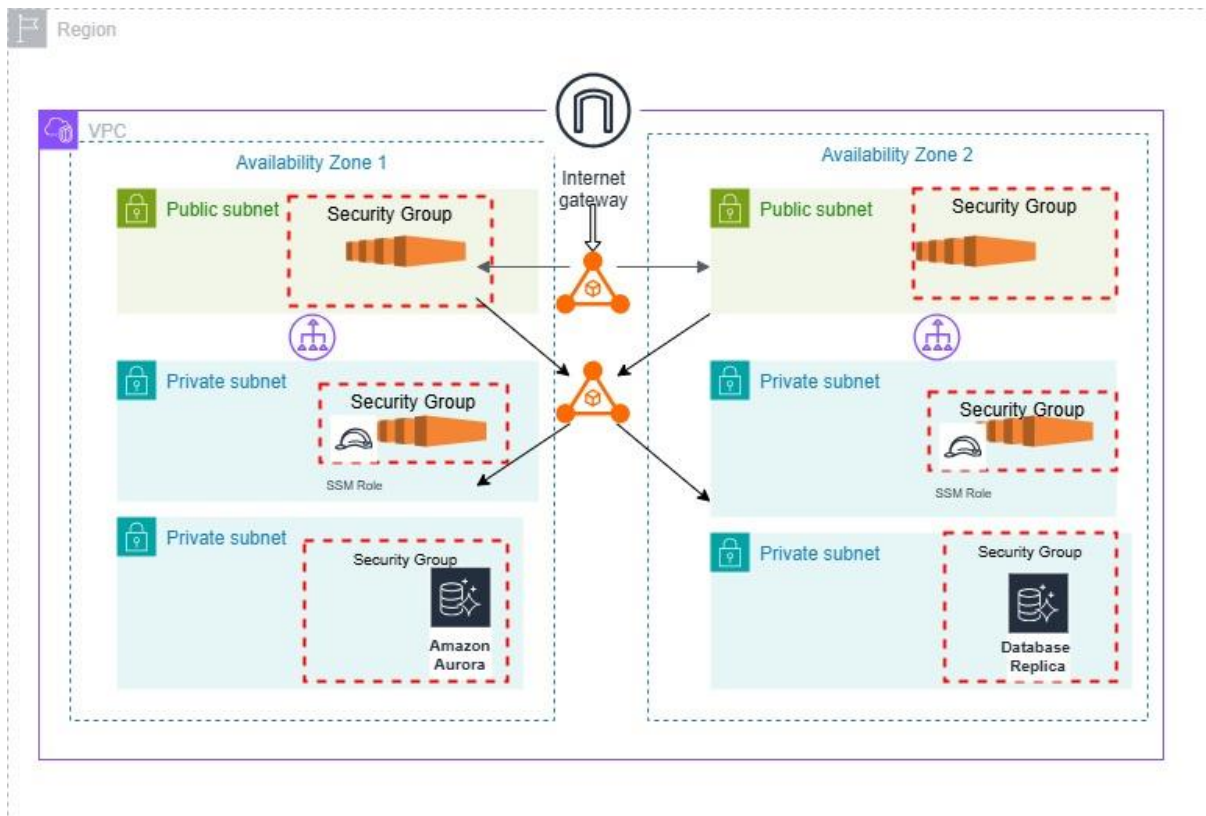 Region
VPC
Internet
gateway
Availability Zone 1
Public subnet
Security Group
Private subnet
Security Group
SSM Role
Private subnet
Security Group
Amazon
Aurora
Availability Zone 2
Public subnet
Security Group
Private subnet
Security Group
SSM Role
Private subnet
Security Group
Database
Replica